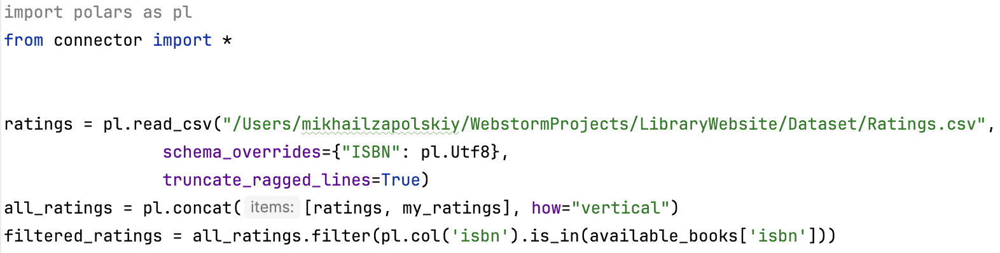 import polars as pl
from connector import *
ratings = pl.read_csv("/Users/mikhailzapolskiy/WebstormProjects/LibraryWebsite/Dataset/Ratings.csv",
schema_overrides={"ISBN": pl.Utf8},
truncate_ragged_lines=True)
all_ratings = pl.concat( items: [ratings, my_ratings], how="vertical")
filtered_ratings = all_ratings.filter(pl.col('isbn').is_in(available_books['isbn']))